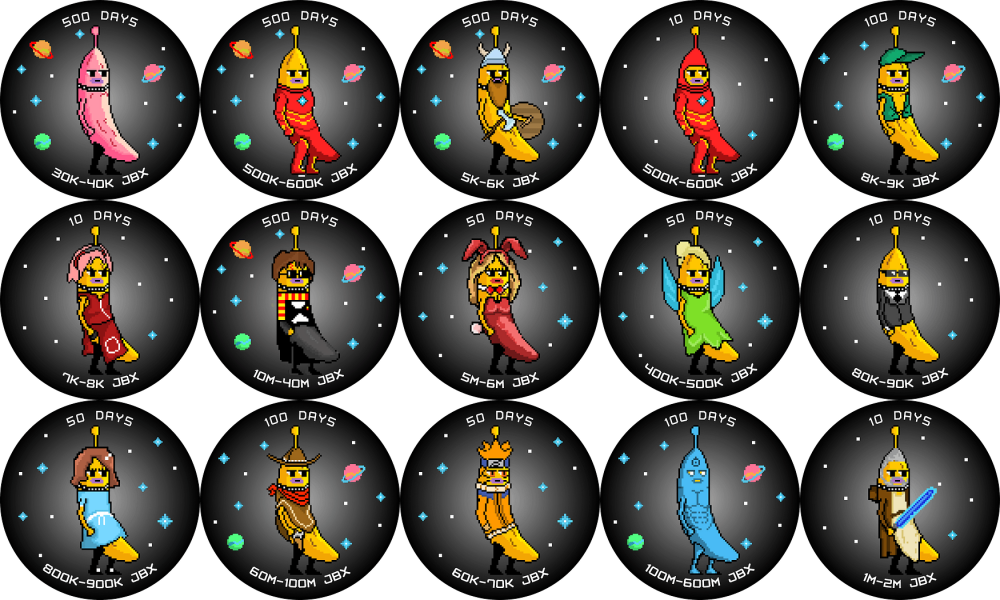 500 DAYS
30K-40K JBX
500 DAYS
500K-600K JBX
500 DAYS
5K-6K JBX
10 DAYS
500K-600K JBX
100 DAYS
8K-9K JBX
10 DAYS
7K-8K JBX
500 DAYS
10M-40M JBX
50 DAYS
5M-6M JBX
50 DAYS
400K-500K JBX
10 DAYS
80K-90K JBX
50 DAYS
800K-900K JBX
100 DAYS
60M-100M JBX
50 DAYS
60K-70K JBX
100 DAYS
100M-600M JBX
10 DAYS
1M-2M JBX